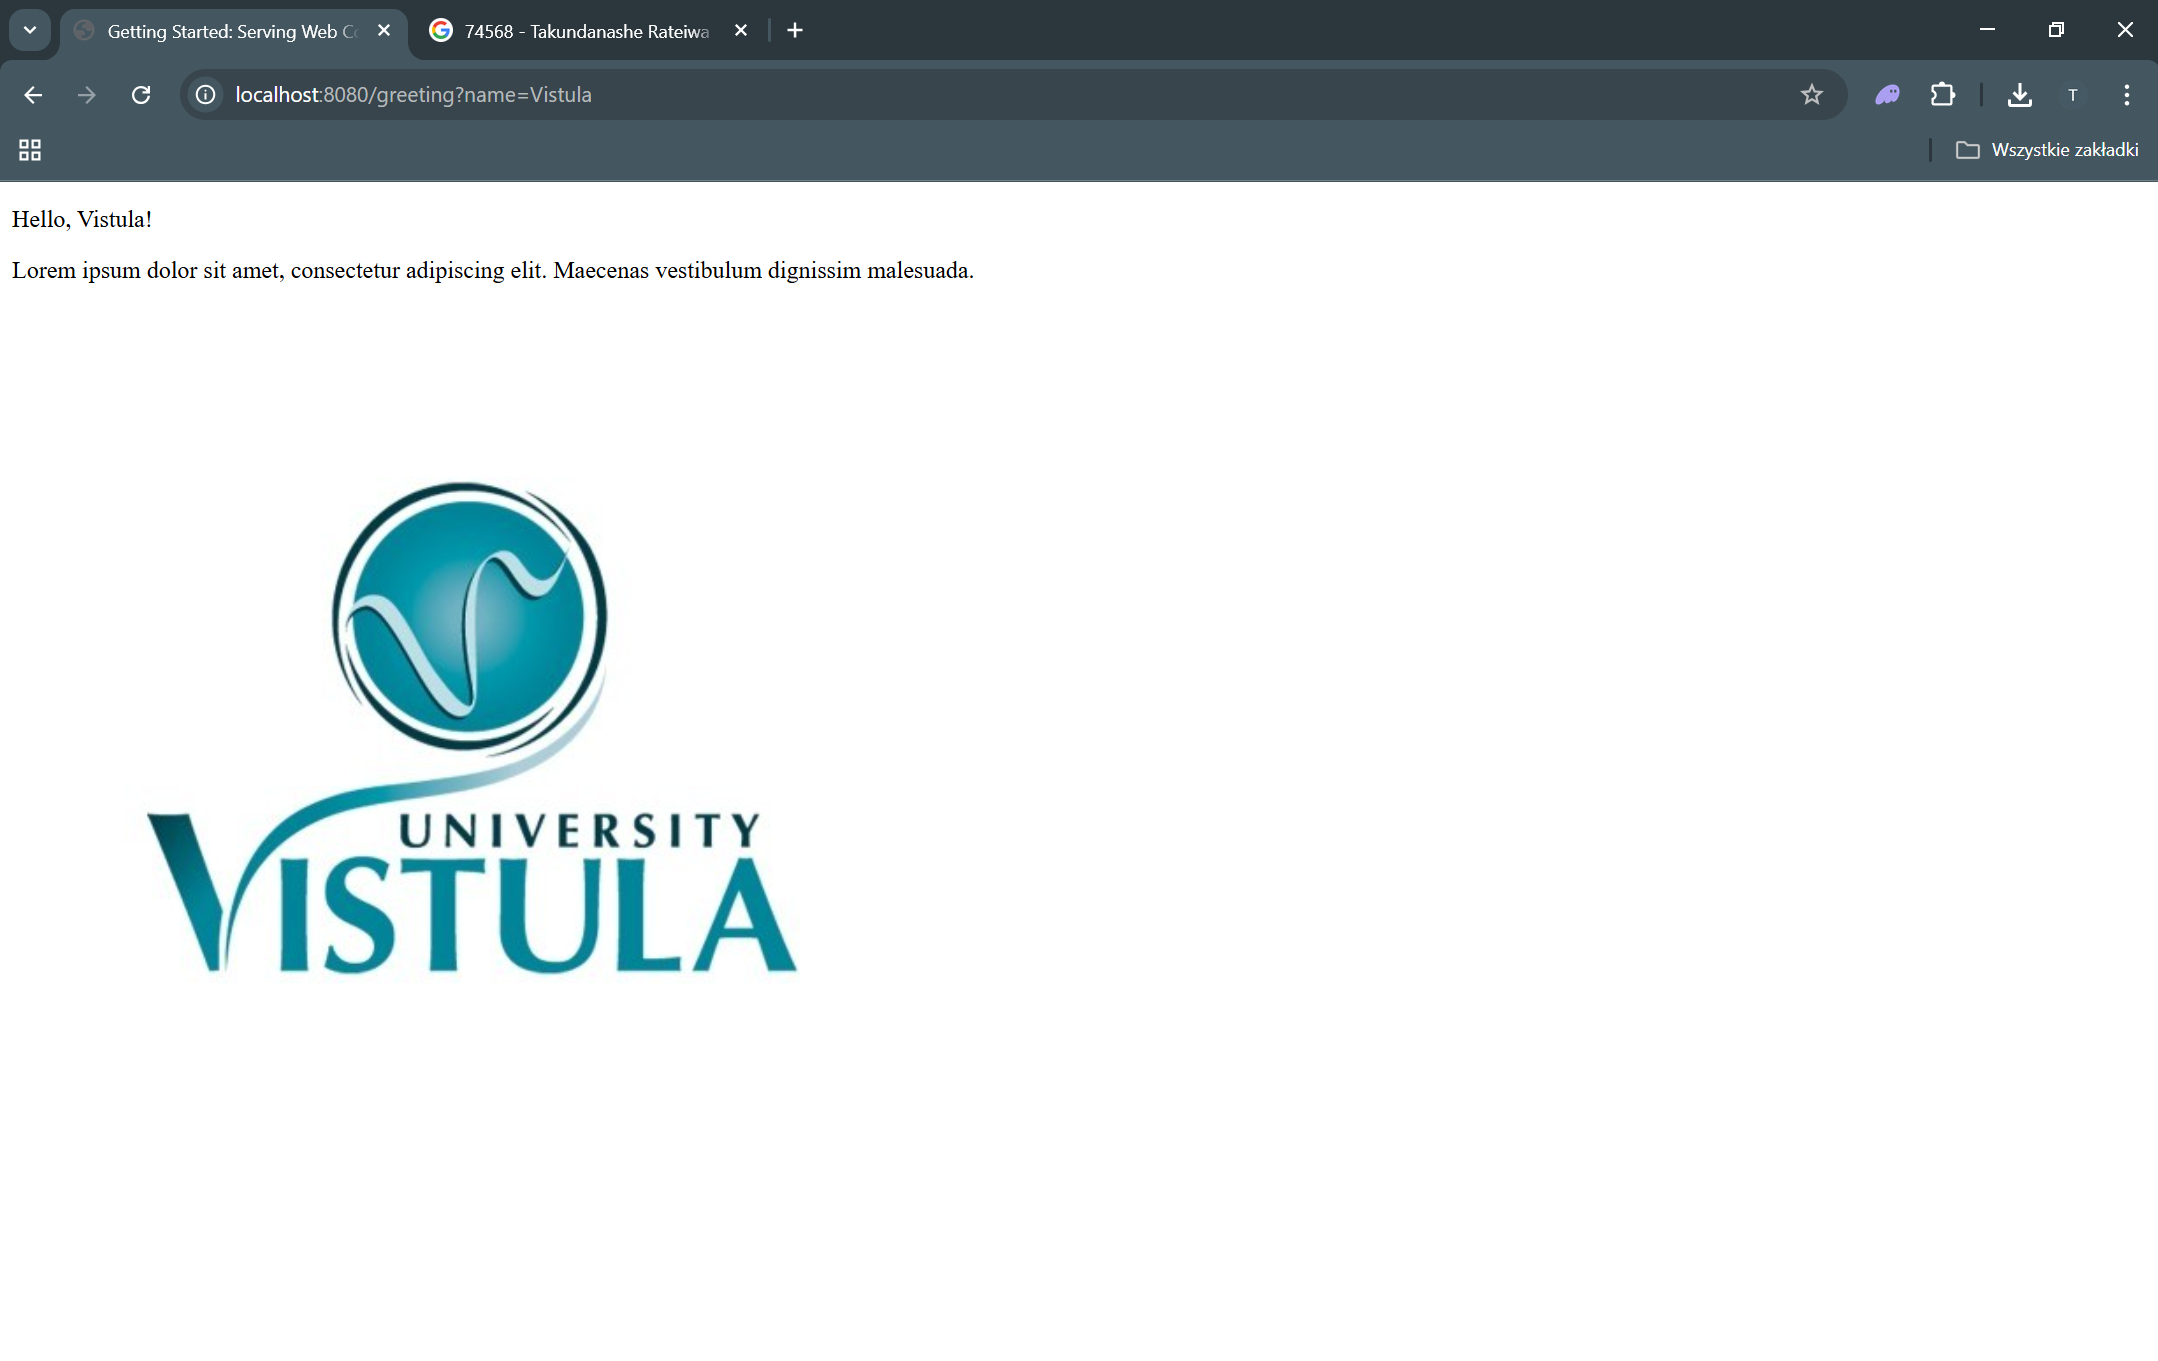 Getting Started: Serving Web Co
74568 - Takundanashe Rateiwa
localhost:8080/greeting?name=Vistula
T
Wszystkie zakładki
Hello, Vistula!
Lorem ipsum dolor sit amet, consectetur adipiscing elit. Maecenas vestibulum dignissim malesuada.
UNIVERSITY
VISTULA